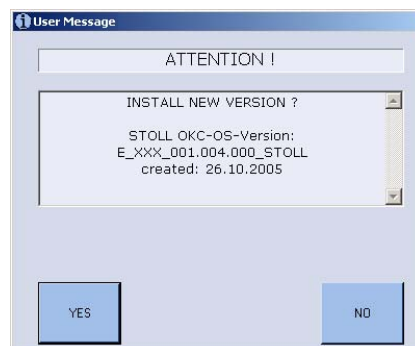 User Message
ATTENTION !
INSTALL NEW VERSION ?
STOLL OKC-OS-Version:
E_XXX_001.004.000_STOLL
created: 26.10.2005
YES
NO